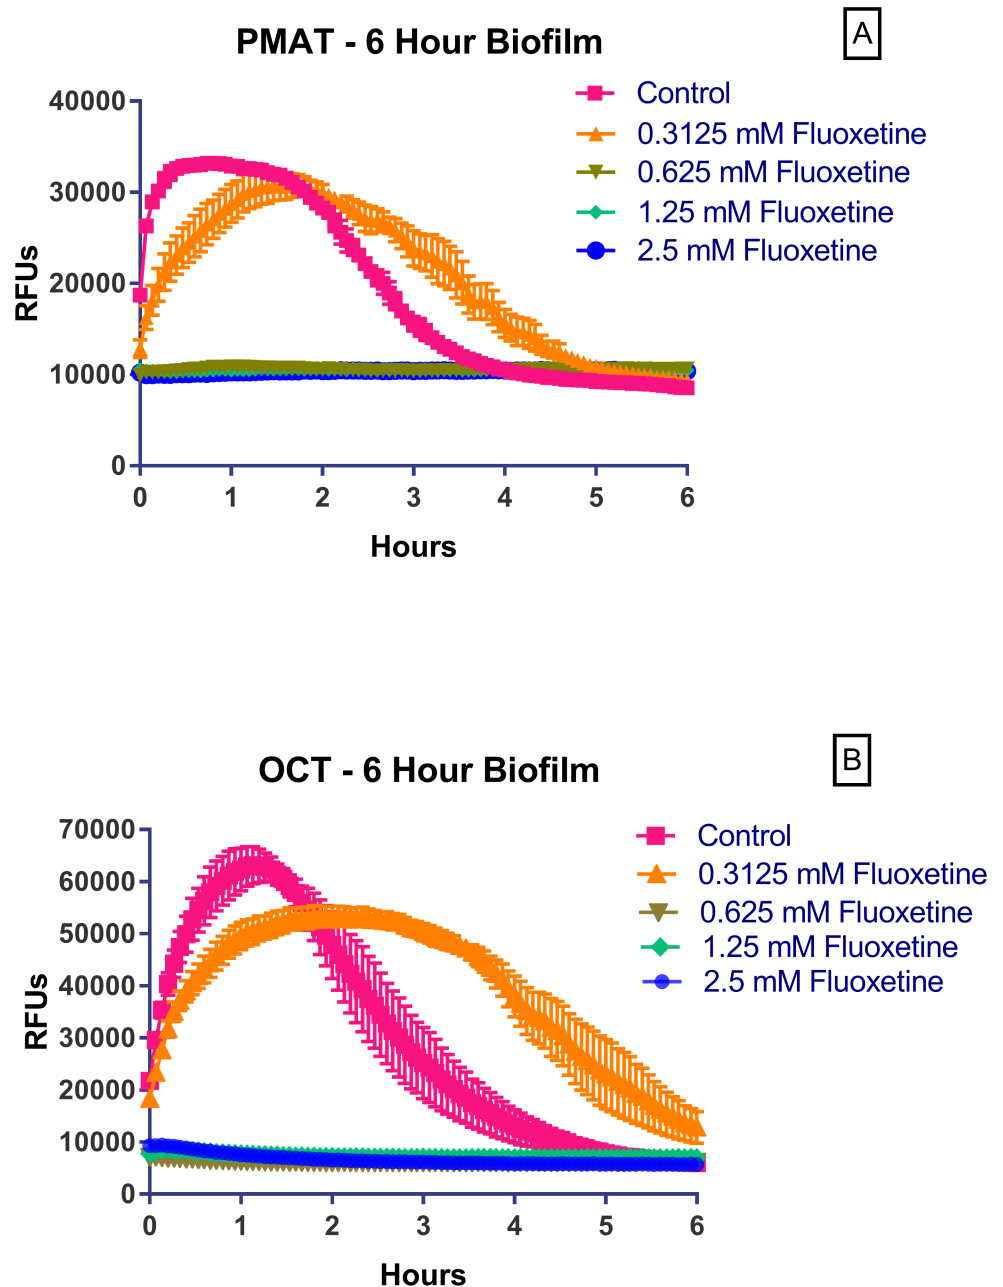 PMAT - 6 Hour Biofilm
A
Control
0.3125 mM Fluoxetine
0.625 mM Fluoxetine
1.25 mM Fluoxetine
2.5 mM Fluoxetine
RFUs
40000
30000
20000
10000
0
0 1 2 3 4 5 6
Hours
OCT - 6 Hour Biofilm
B
Control
0.3125 mM Fluoxetine
0.625 mM Fluoxetine
1.25 mM Fluoxetine
2.5 mM Fluoxetine
RFUs
70000
60000
50000
40000
30000
20000
10000
0
0 1 2 3 4 5 6
Hours